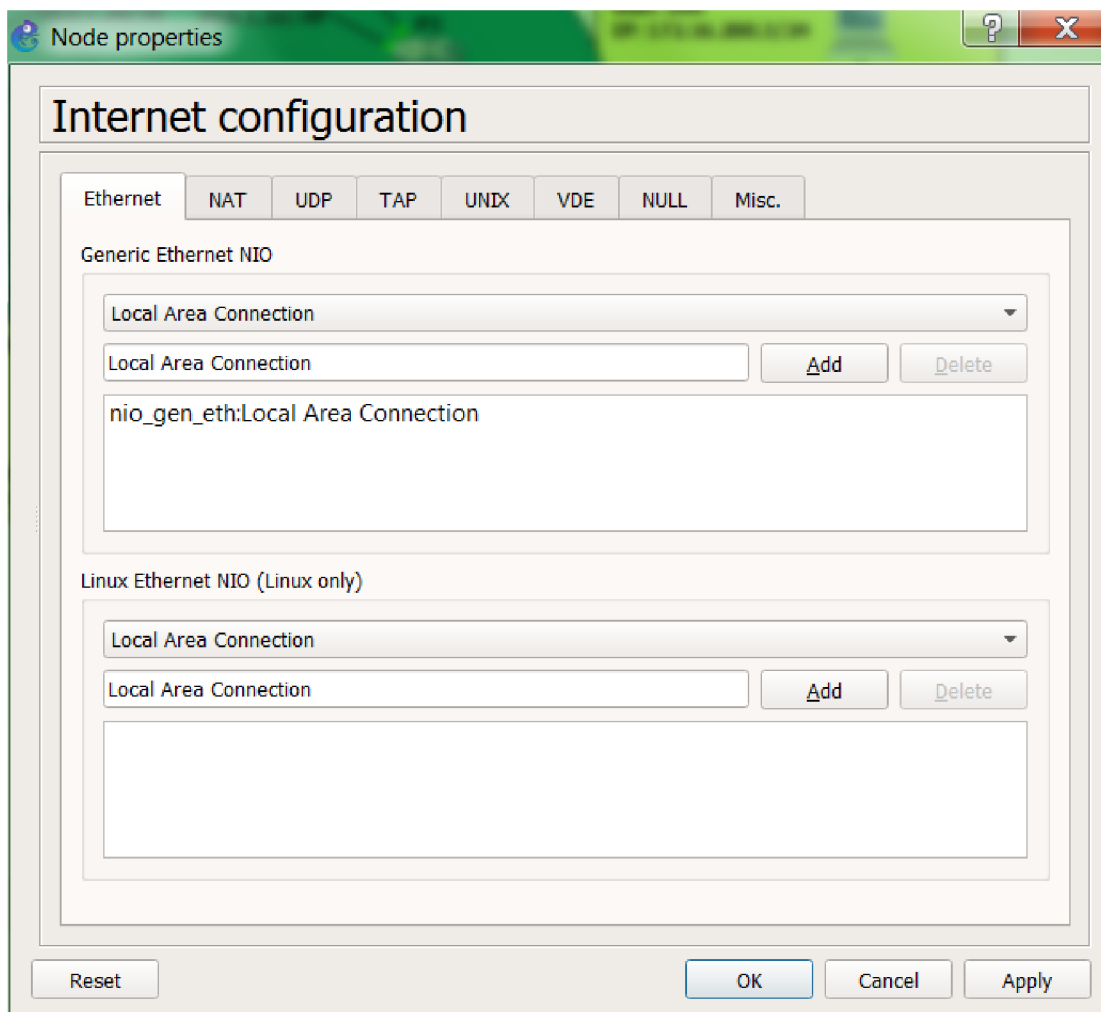 Node properties
Internet configuration
Ethernet NAT UDP TAP UNIX VDE NULL Misc.
Generic Ethernet NIO
Local Area Connection
Local Area Connection Add Delete
nio_gen_eth:Local Area Connection
Linux Ethernet NIO (Linux only)
Local Area Connection
Local Area Connection Add Delete
Reset OK Cancel Apply